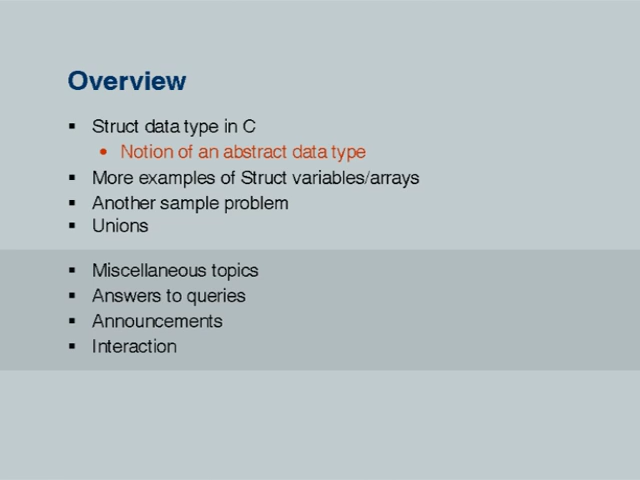 Overview
▪ Struct data type in C
• Notion of an abstract data type
▪ More examples of Struct variables/arrays
▪ Another sample problem
▪ Unions
▪ Miscellaneous topics
▪ Answers to queries
▪ Announcements
▪ Interaction